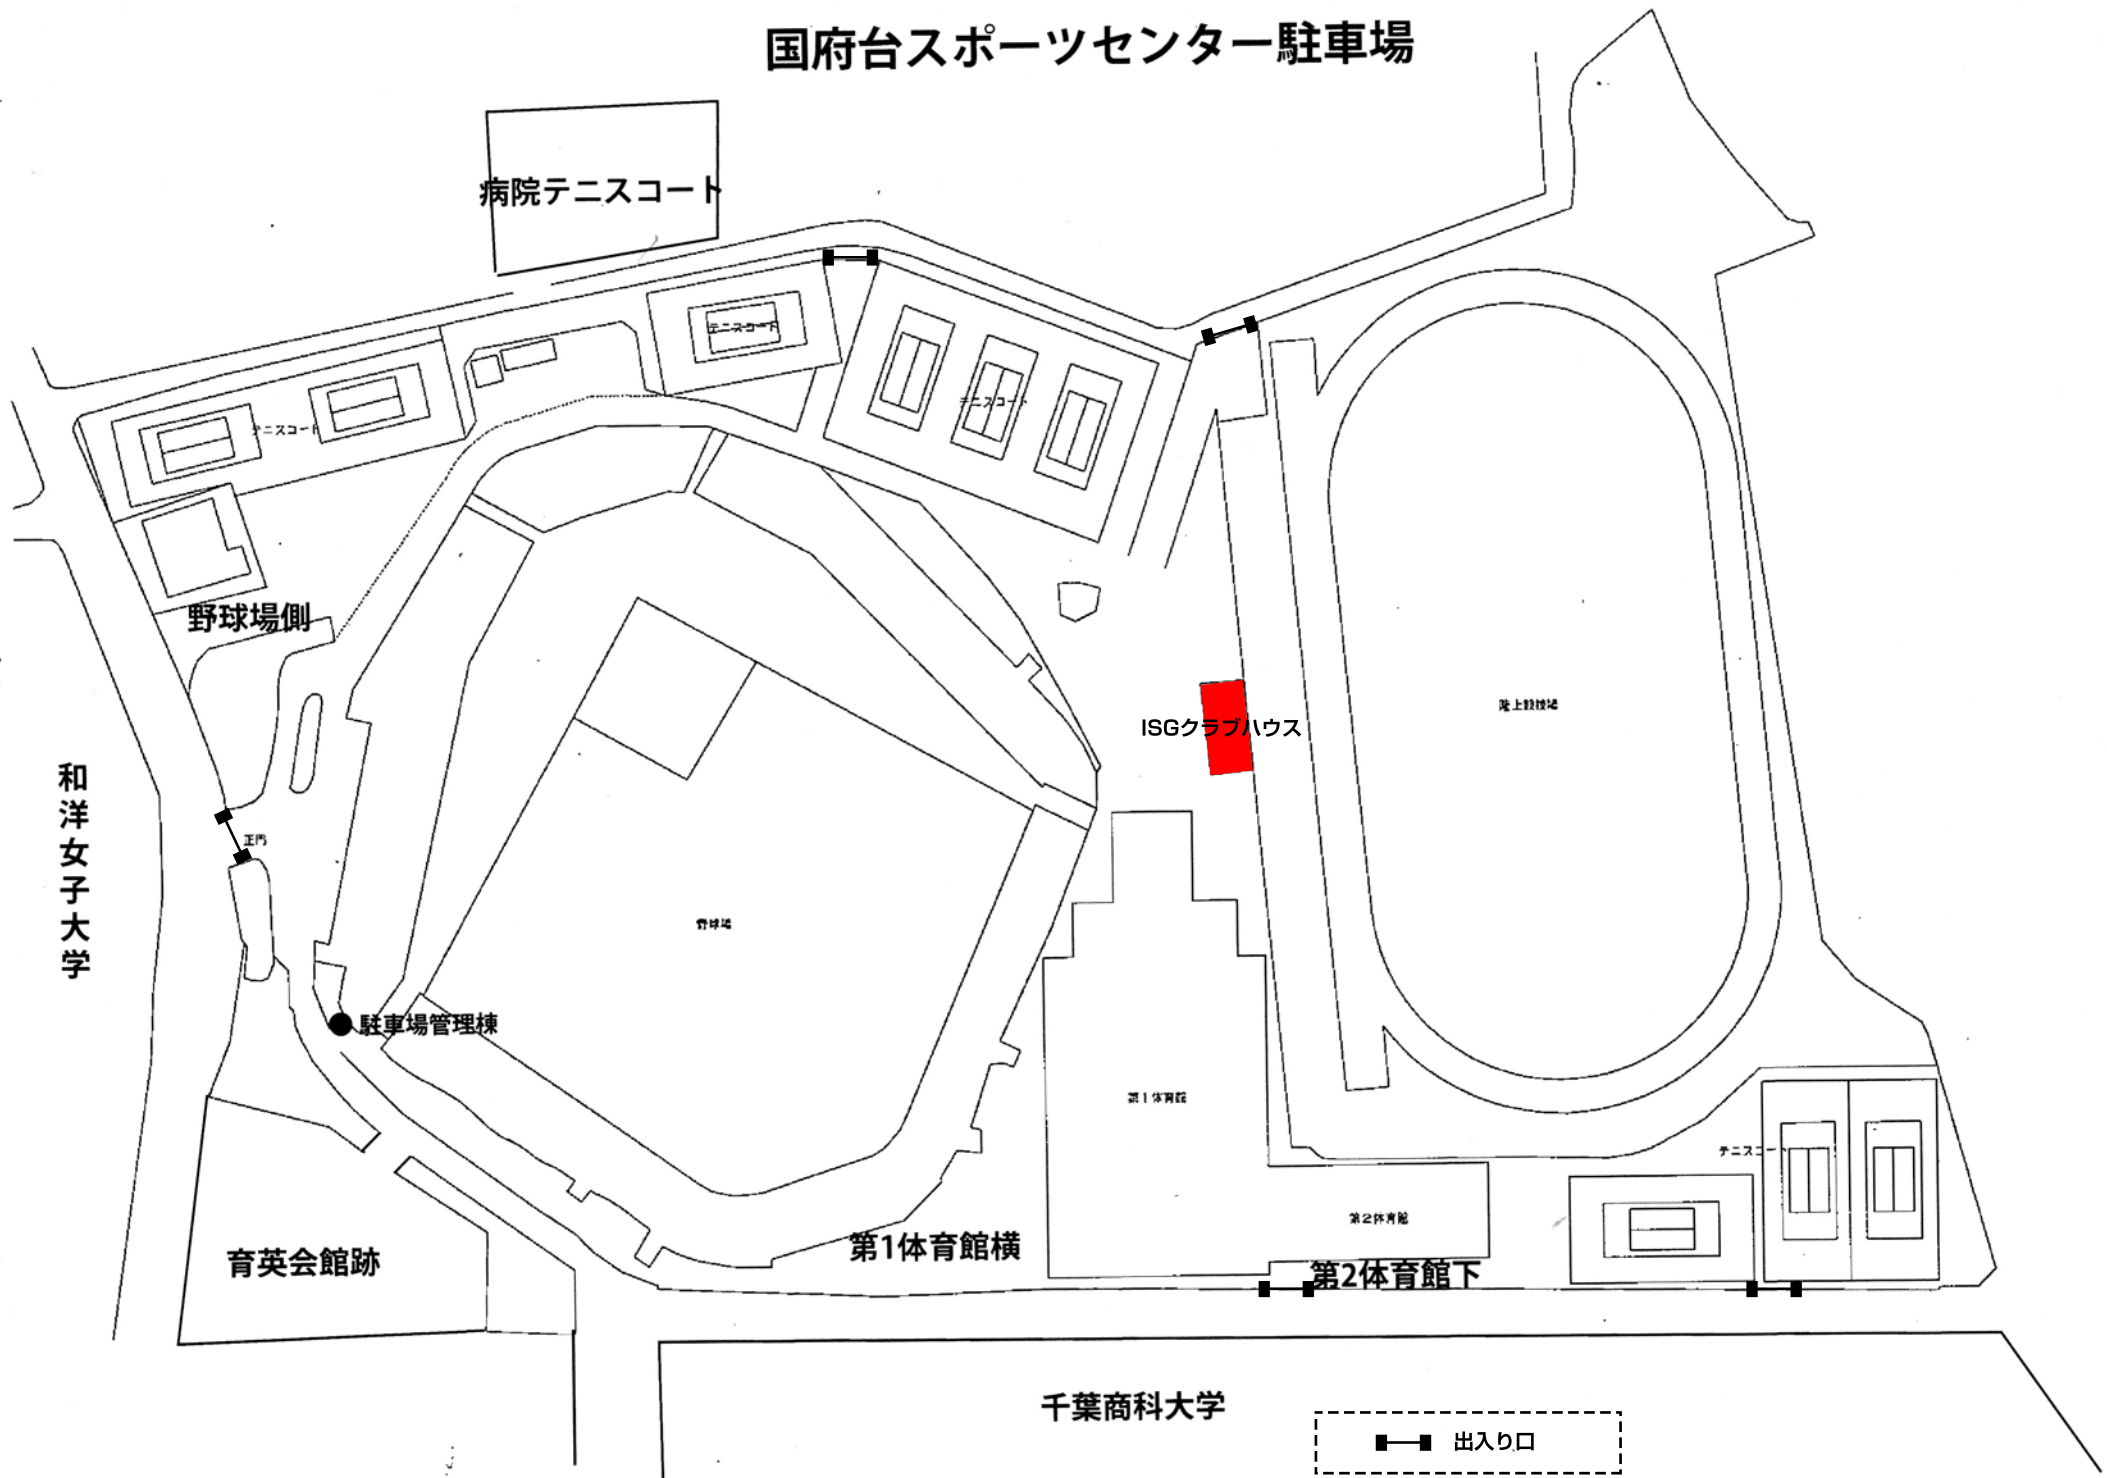 国府台スポーツセンター駐車場
病院テニスコート
テニスコート
テニスコート
テニスコート
野球場側
陸上競技場
ISGクラブハウス
和洋女子大学
正門
野球場
駐車場管理棟
第1体育館
テニスコート
第2体育館
第1体育館横
育英会館跡
第2体育館下
千葉商科大学
出入り口